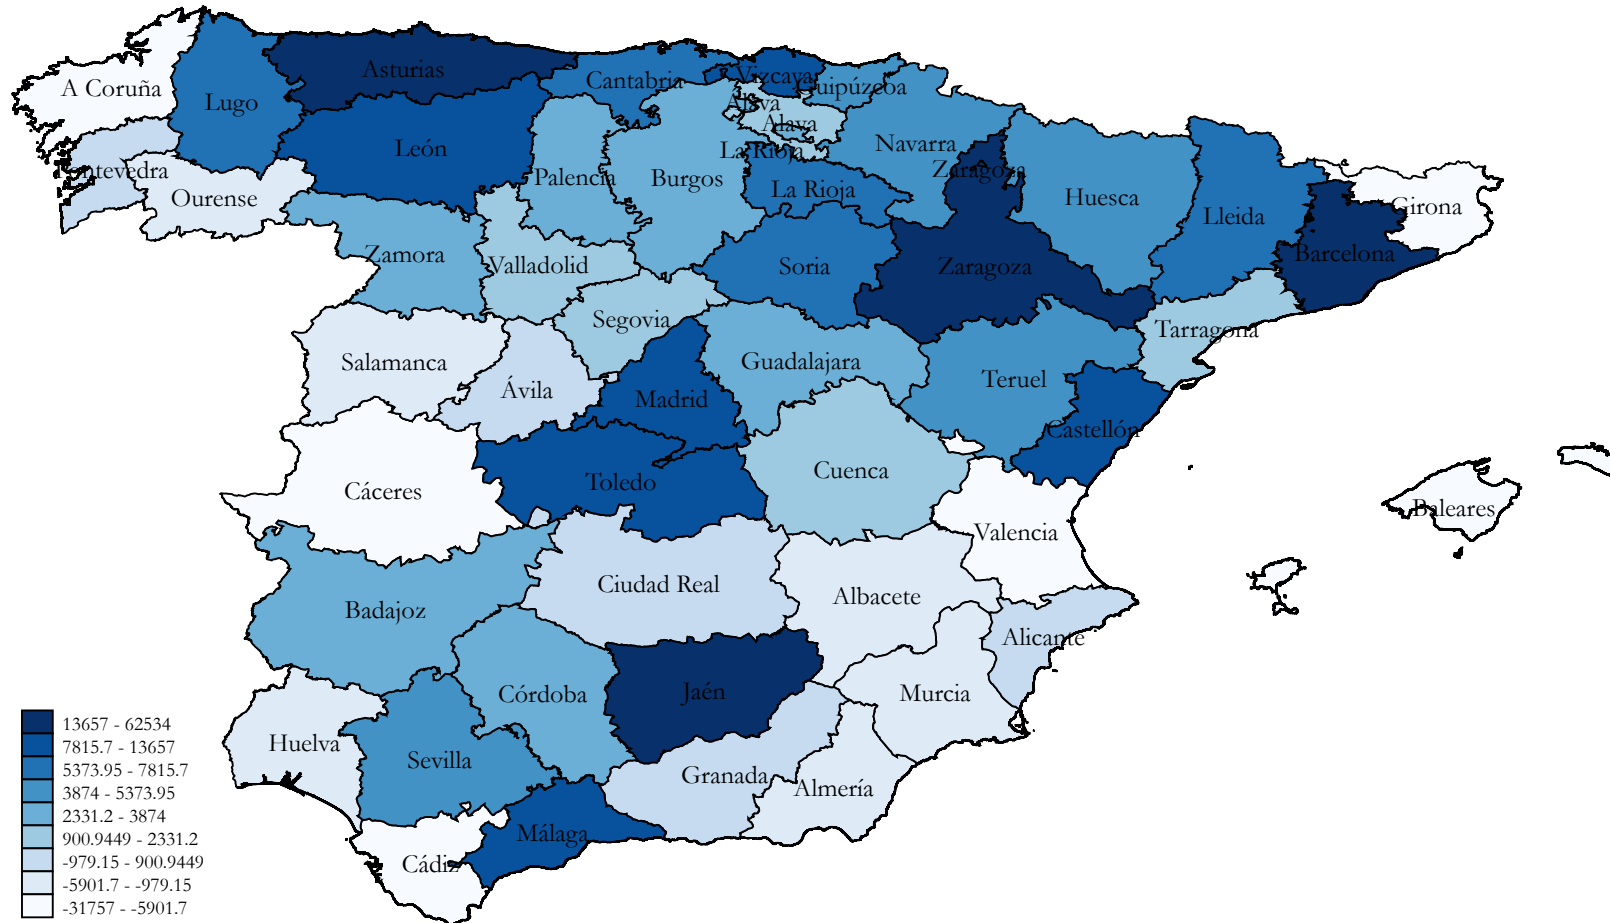 Asturias
Vizcaya
Cantabria
A Coruña
Guipúzcoa
Lugo
Álava
Álava
León
Navarra
La Rioja
Pontevedra
Zaragoza
Palencia
Burgos
La Rioja
Ourense
Huesca
Girona
Lleida
Zamora
Barcelona
Valladolid
Soria
Zaragoza
Segovia
Tarragona
Salamanca
Guadalajara
Teruel
Ávila
Madrid
Castellón
Cuenca
Toledo
Cáceres
Baleares
Valencia
Ciudad Real
Albacete
Badajoz
Alicante
Jaén
Córdoba
Murcia
Huelva
Sevilla
Granada
Almería
Málaga
Cádiz
13657 - 62534
7815.7 - 13657
5373.95 - 7815.7
3874 - 5373.95
2331.2 - 3874
900.9449 - 2331.2
-979.15 - 900.9449
-5901.7 - -979.15
-31757 - -5901.7